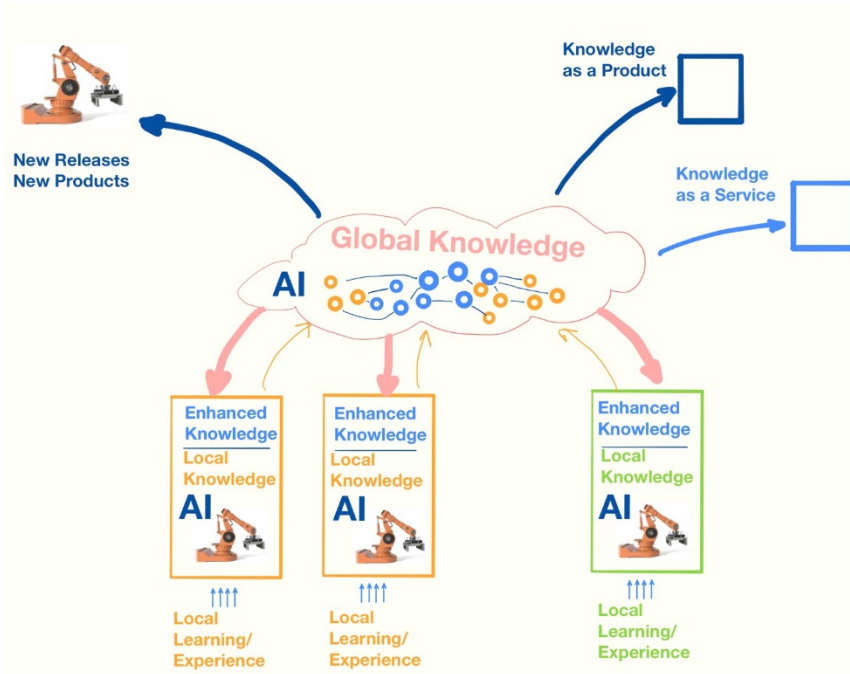 Knowledge
as a Product
New Releases
New Products
Knowledge
as a Service
Global Knowledge
AI
Enhanced
Knowledge
Local
Knowledge
AI
Local
Learning/
Experience
Enhanced
Knowledge
Local
Knowledge
AI
Local
Learning/
Experience
Enhanced
Knowledge
Local
Knowledge
AI
Local
Learning/
Experience